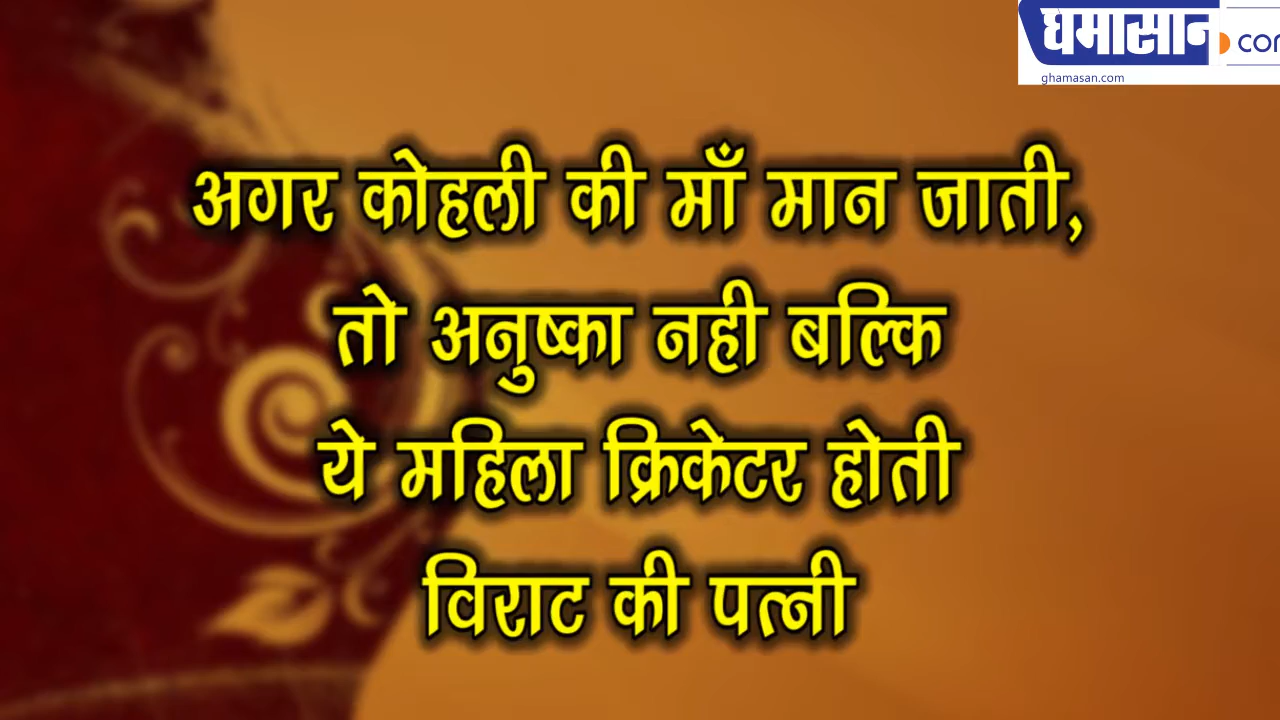 घमासान.com
ghamasan.com
अगर कोहली की माँ मान जाती,
तो अनुष्का नही बल्कि
ये महिला क्रिकेटर होती
विराट की पत्नी